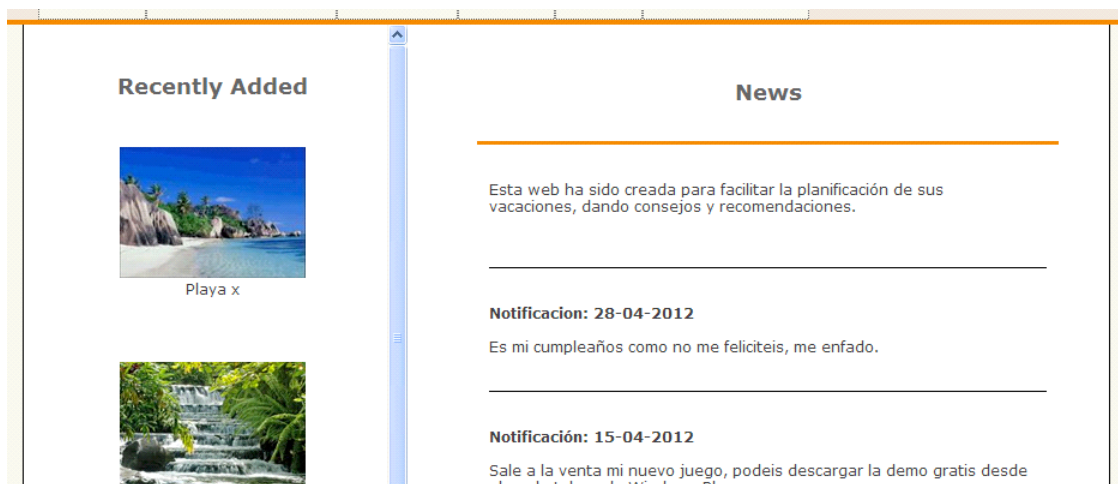 Recently Added
Playa x
News
Esta web ha sido creada para facilitar la planificación de sus
vacaciones, dando consejos y recomendaciones.
Notificacion: 28-04-2012
Es mi cumpleaños como no me feliciteis, me enfado.
Notificación: 15-04-2012
Sale a la venta mi nuevo juego, podeis descargar la demo gratis desde